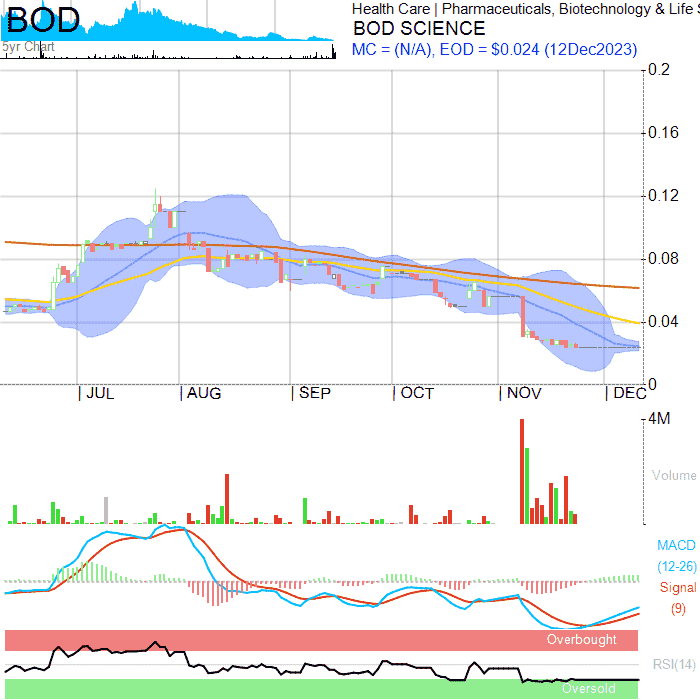 BOD
5yr Chart
Health Care | Pharmaceuticals, Biotechnology & Life
BOD SCIENCE
MC = (N/A), EOD = $0.024 (12Dec2023)
0.2
0.16
0.12
0.08
0.04
0
JUL AUG SEP OCT NOV DEC
4M
Volume
MACD
(12-26)
Signal
(9)
Overbought
RSI(14)
Oversold